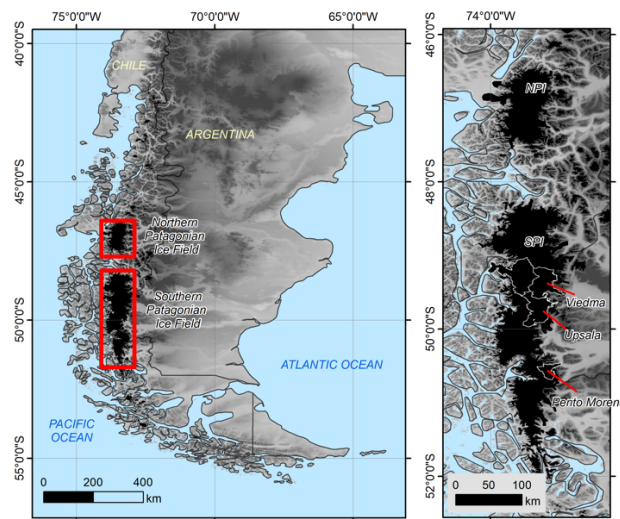 75°0'0"W
70°0'0"W
65°0'0"W
40°0'0"S
45°0'0"S
50°0'0"S
55°0'0"S
CHILE
ARGENTINA
Northern
Patagonian
Ice Field
Southern
Patagonian
Ice Field
ATLANTIC OCEAN
PACIFIC
OCEAN
0 200 400
km
74°0'0"W
46°0'0"S
48°0'0"S
50°0'0"S
52°0'0"S
NPI
SPI
Viedma
Upsala
Perito Moren
0 50 100
km